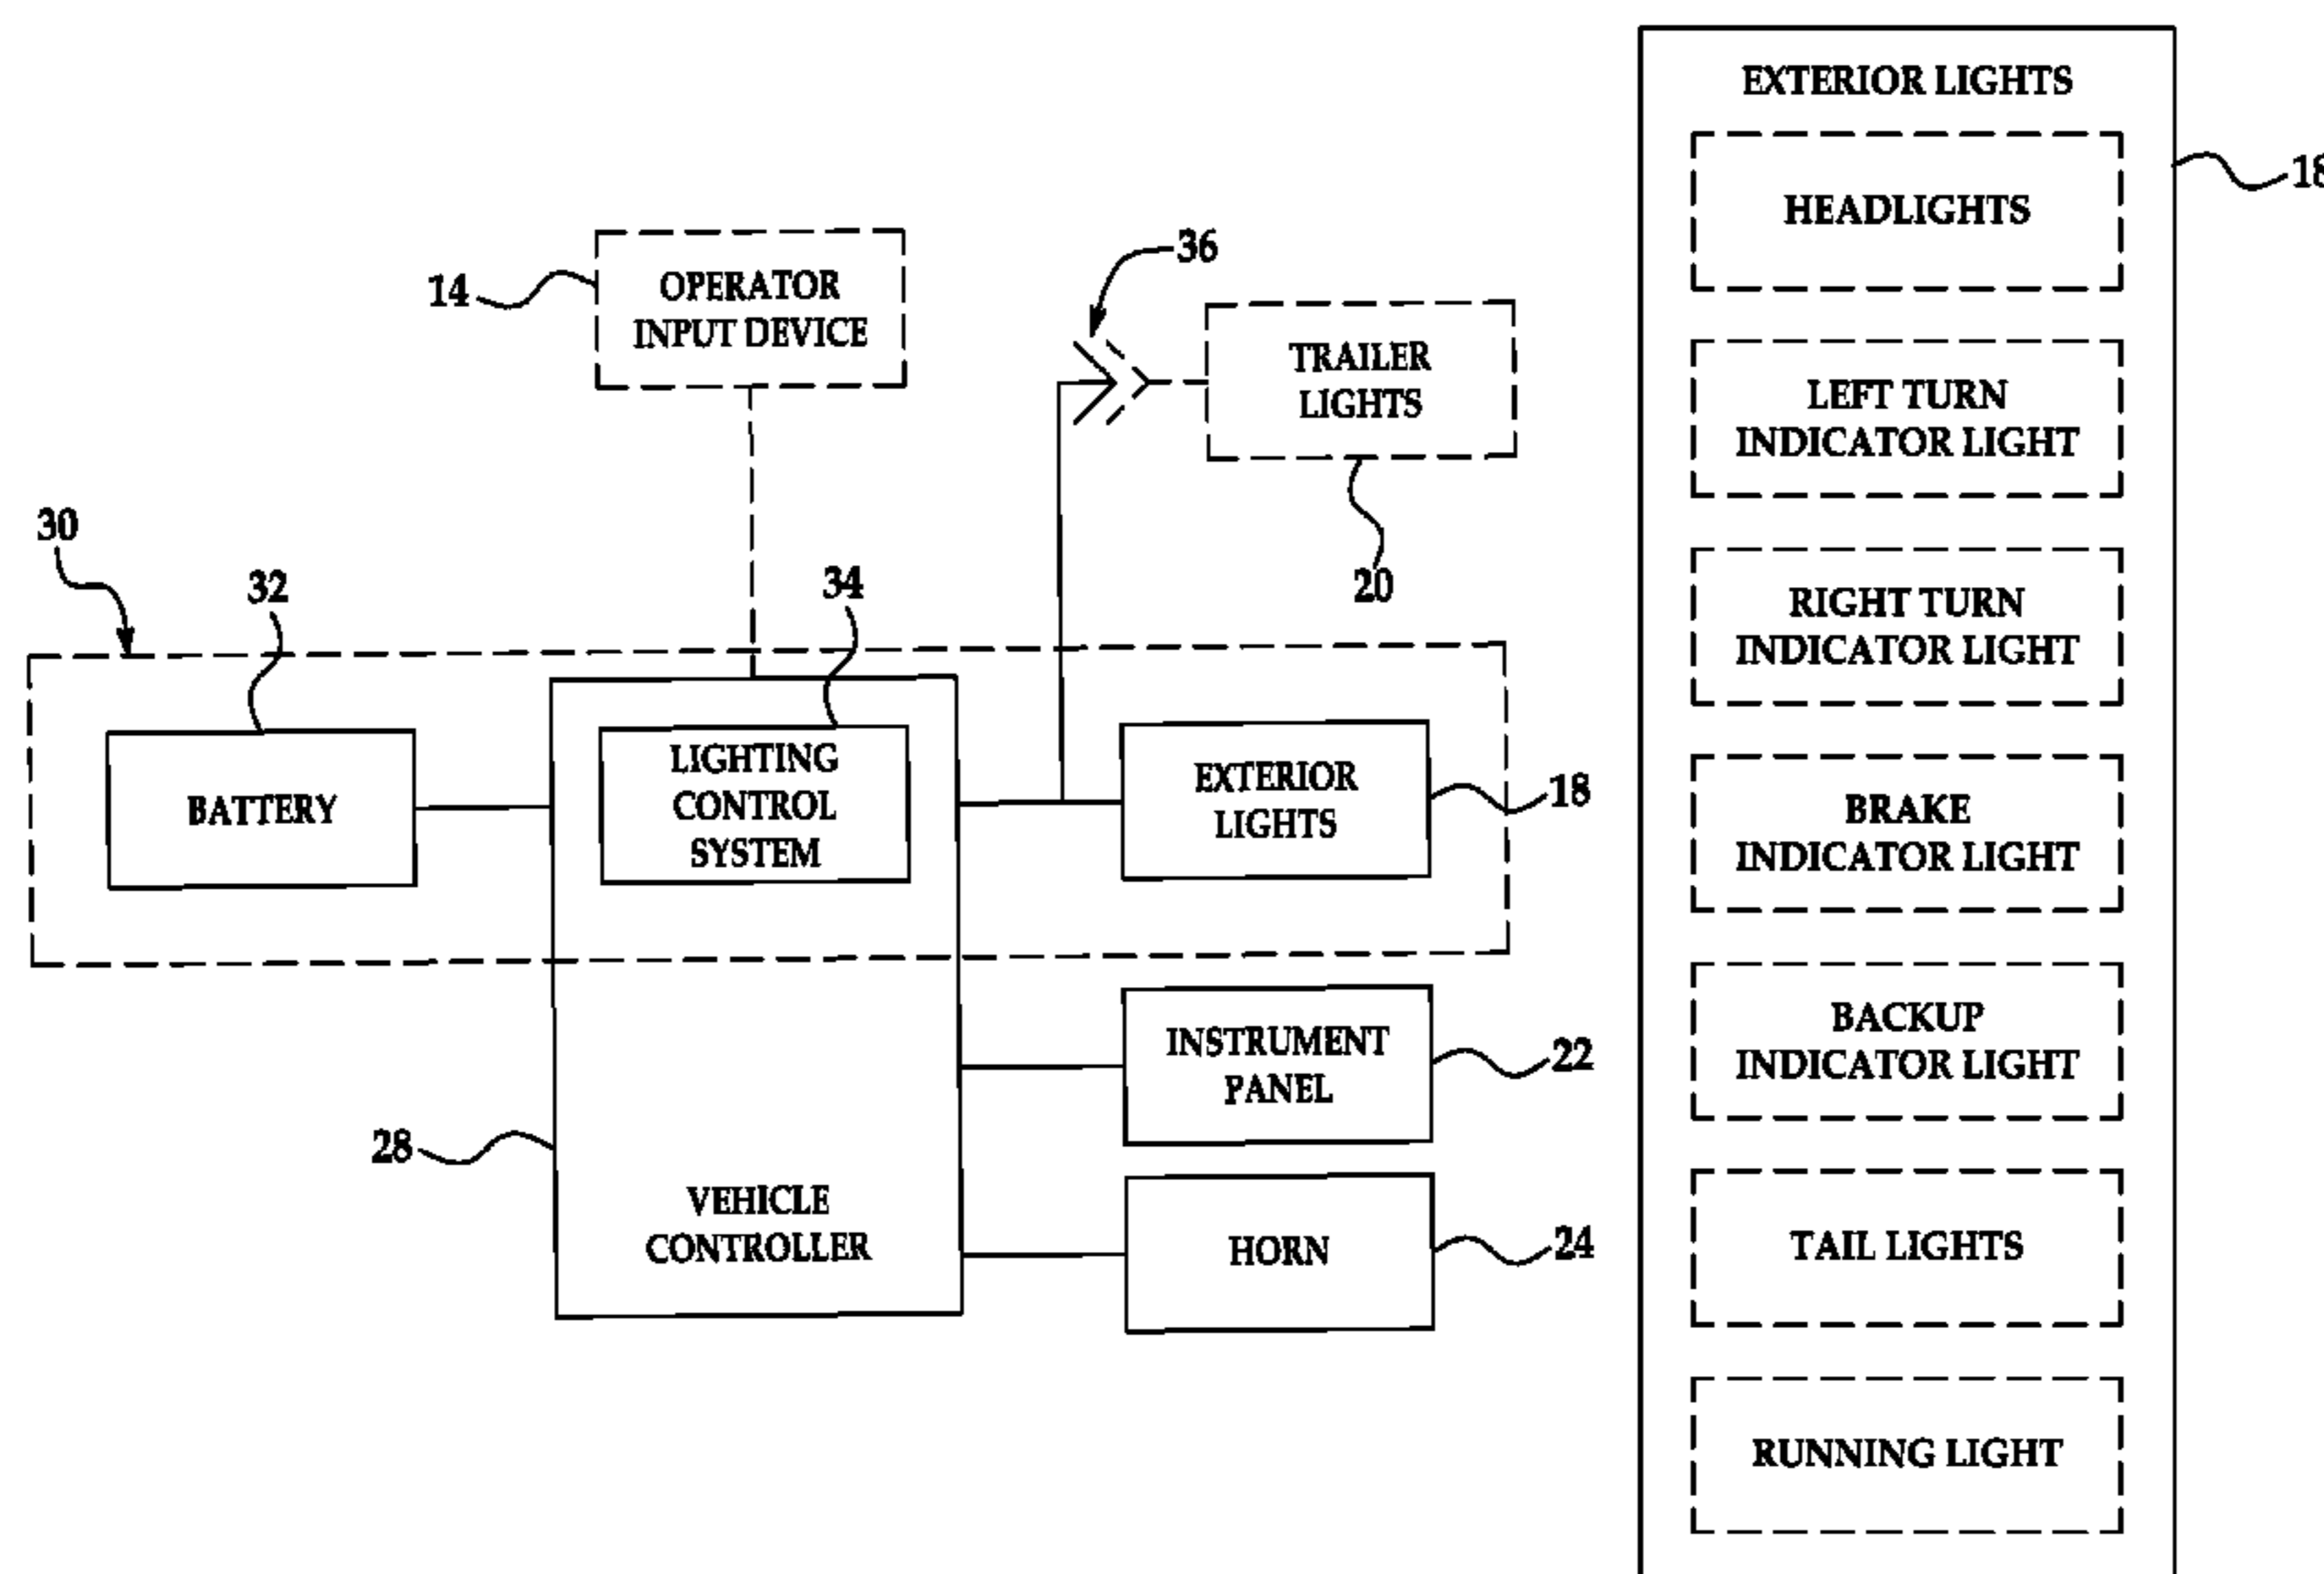 14
OPERATOR
INPUT DEVICE
36
TRAILER
LIGHTS
20
30
32
34
BATTERY
LIGHTING
CONTROL
SYSTEM
EXTERIOR
LIGHTS
18
INSTRUMENT
PANEL
22
28
VEHICLE
CONTROLLER
HORN
24
EXTERIOR LIGHTS
18
HEADLIGHTS
LEFT TURN
INDICATOR LIGHT
RIGHT TURN
INDICATOR LIGHT
BRAKE
INDICATOR LIGHT
BACKUP
INDICATOR LIGHT
TAIL LIGHTS
RUNNING LIGHT